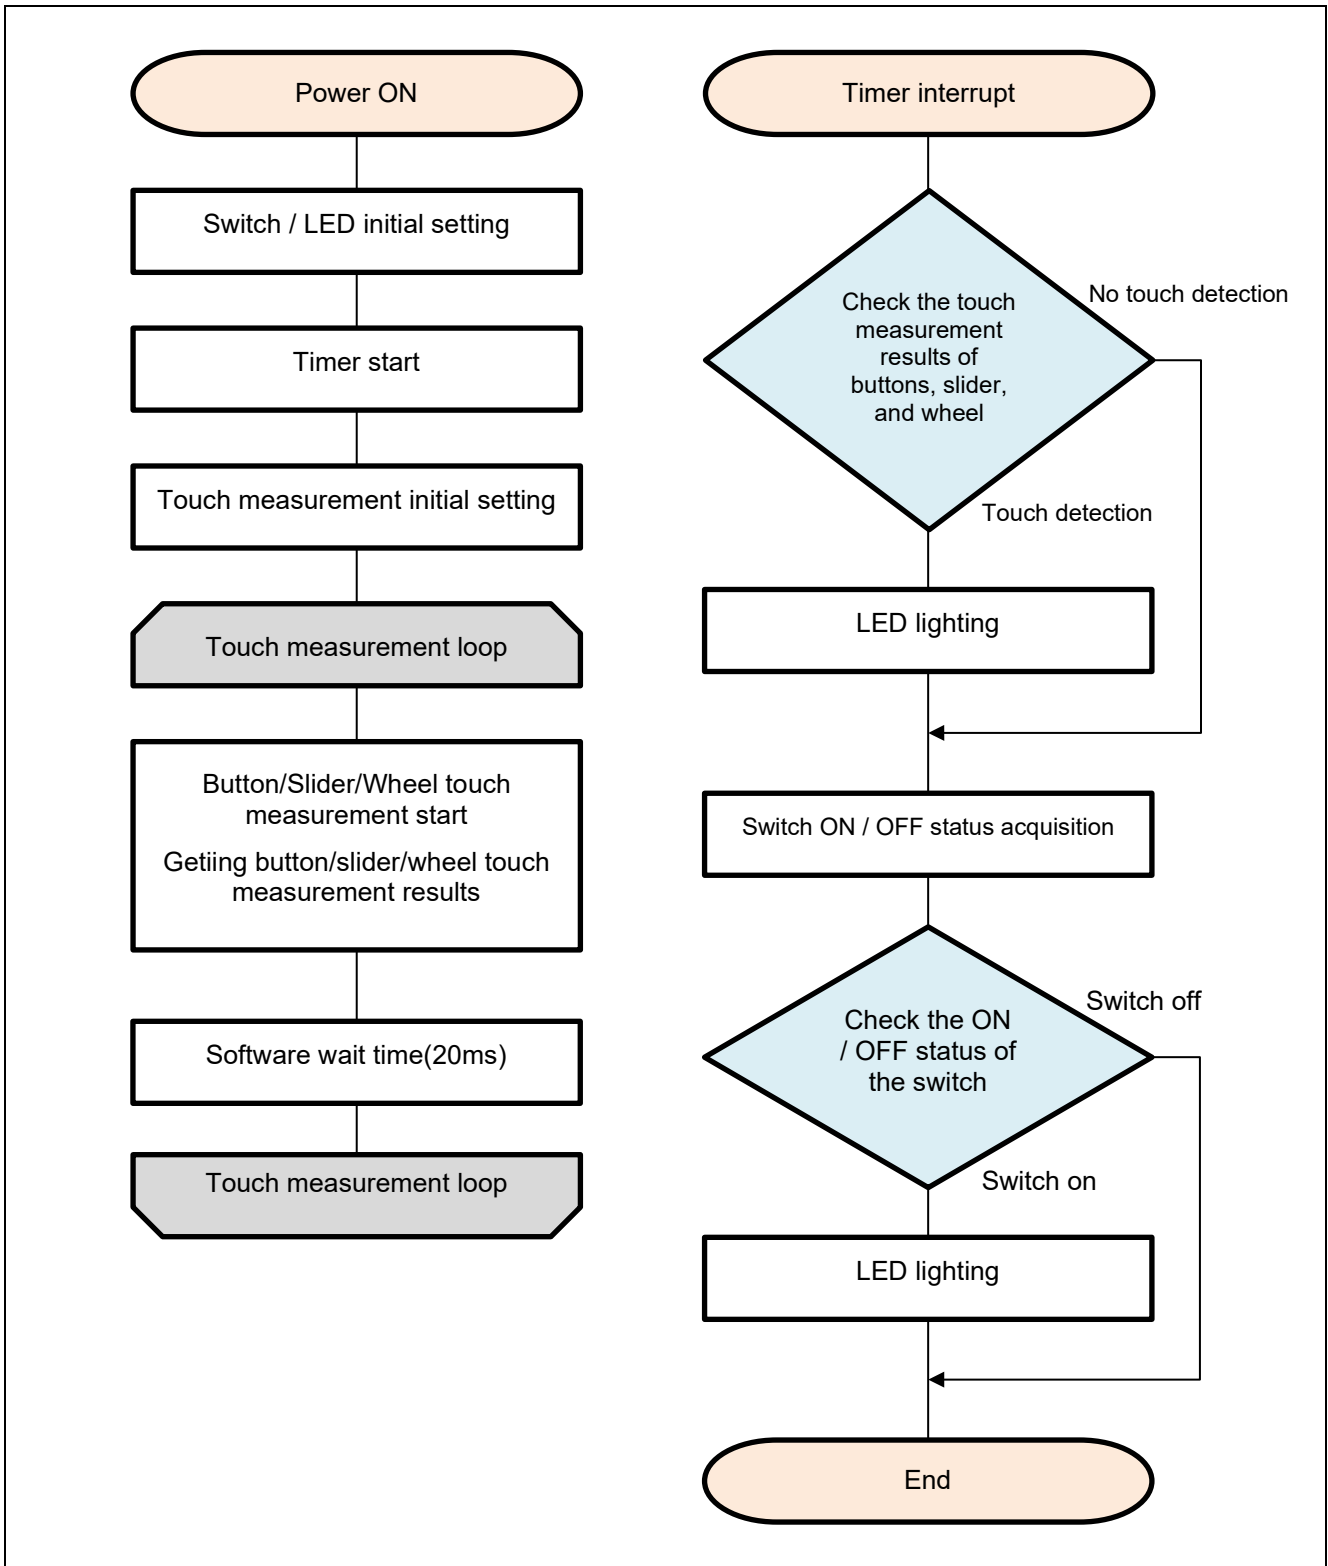 Power ON
Switch / LED initial setting
Timer start
Touch measurement initial setting
Touch measurement loop
Button/Slider/Wheel touch
measurement start
Getiing button/slider/wheel touch
measurement results
Software wait time(20ms)
Touch measurement loop
Timer interrupt
Check the touch
measurement
results of
buttons, slider,
and wheel
No touch detection
Touch detection
LED lighting
Switch ON / OFF status acquisition
Check the ON
/ OFF status of
the switch
Switch off
Switch on
LED lighting
End